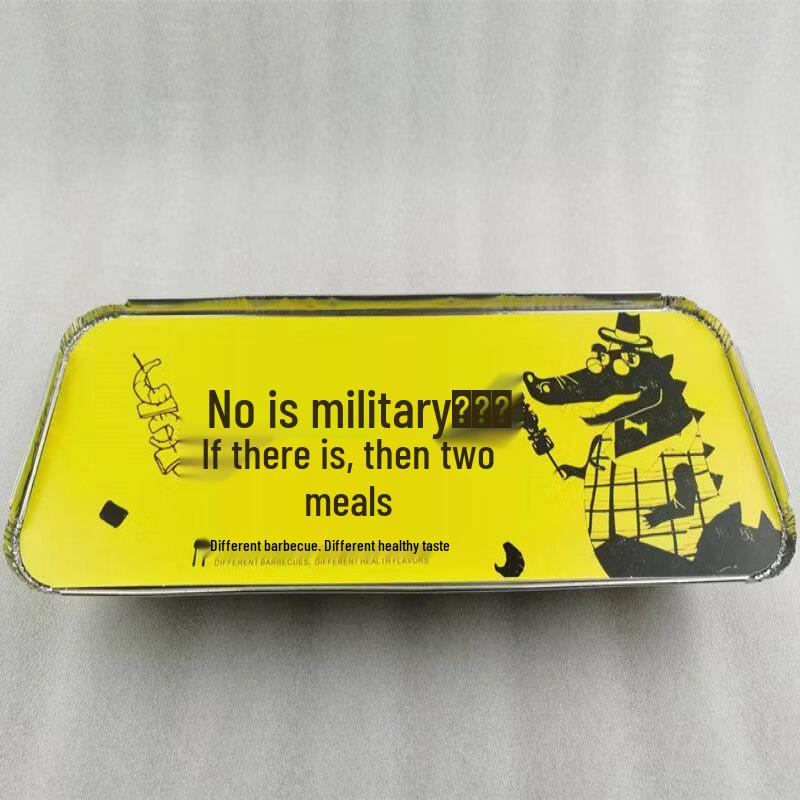 No is military???
If there is, then two
meals
Different barbecue. Different healthy taste
DIFFERENT BARBECUES, DIFFERENT HEALTH FLAVORS